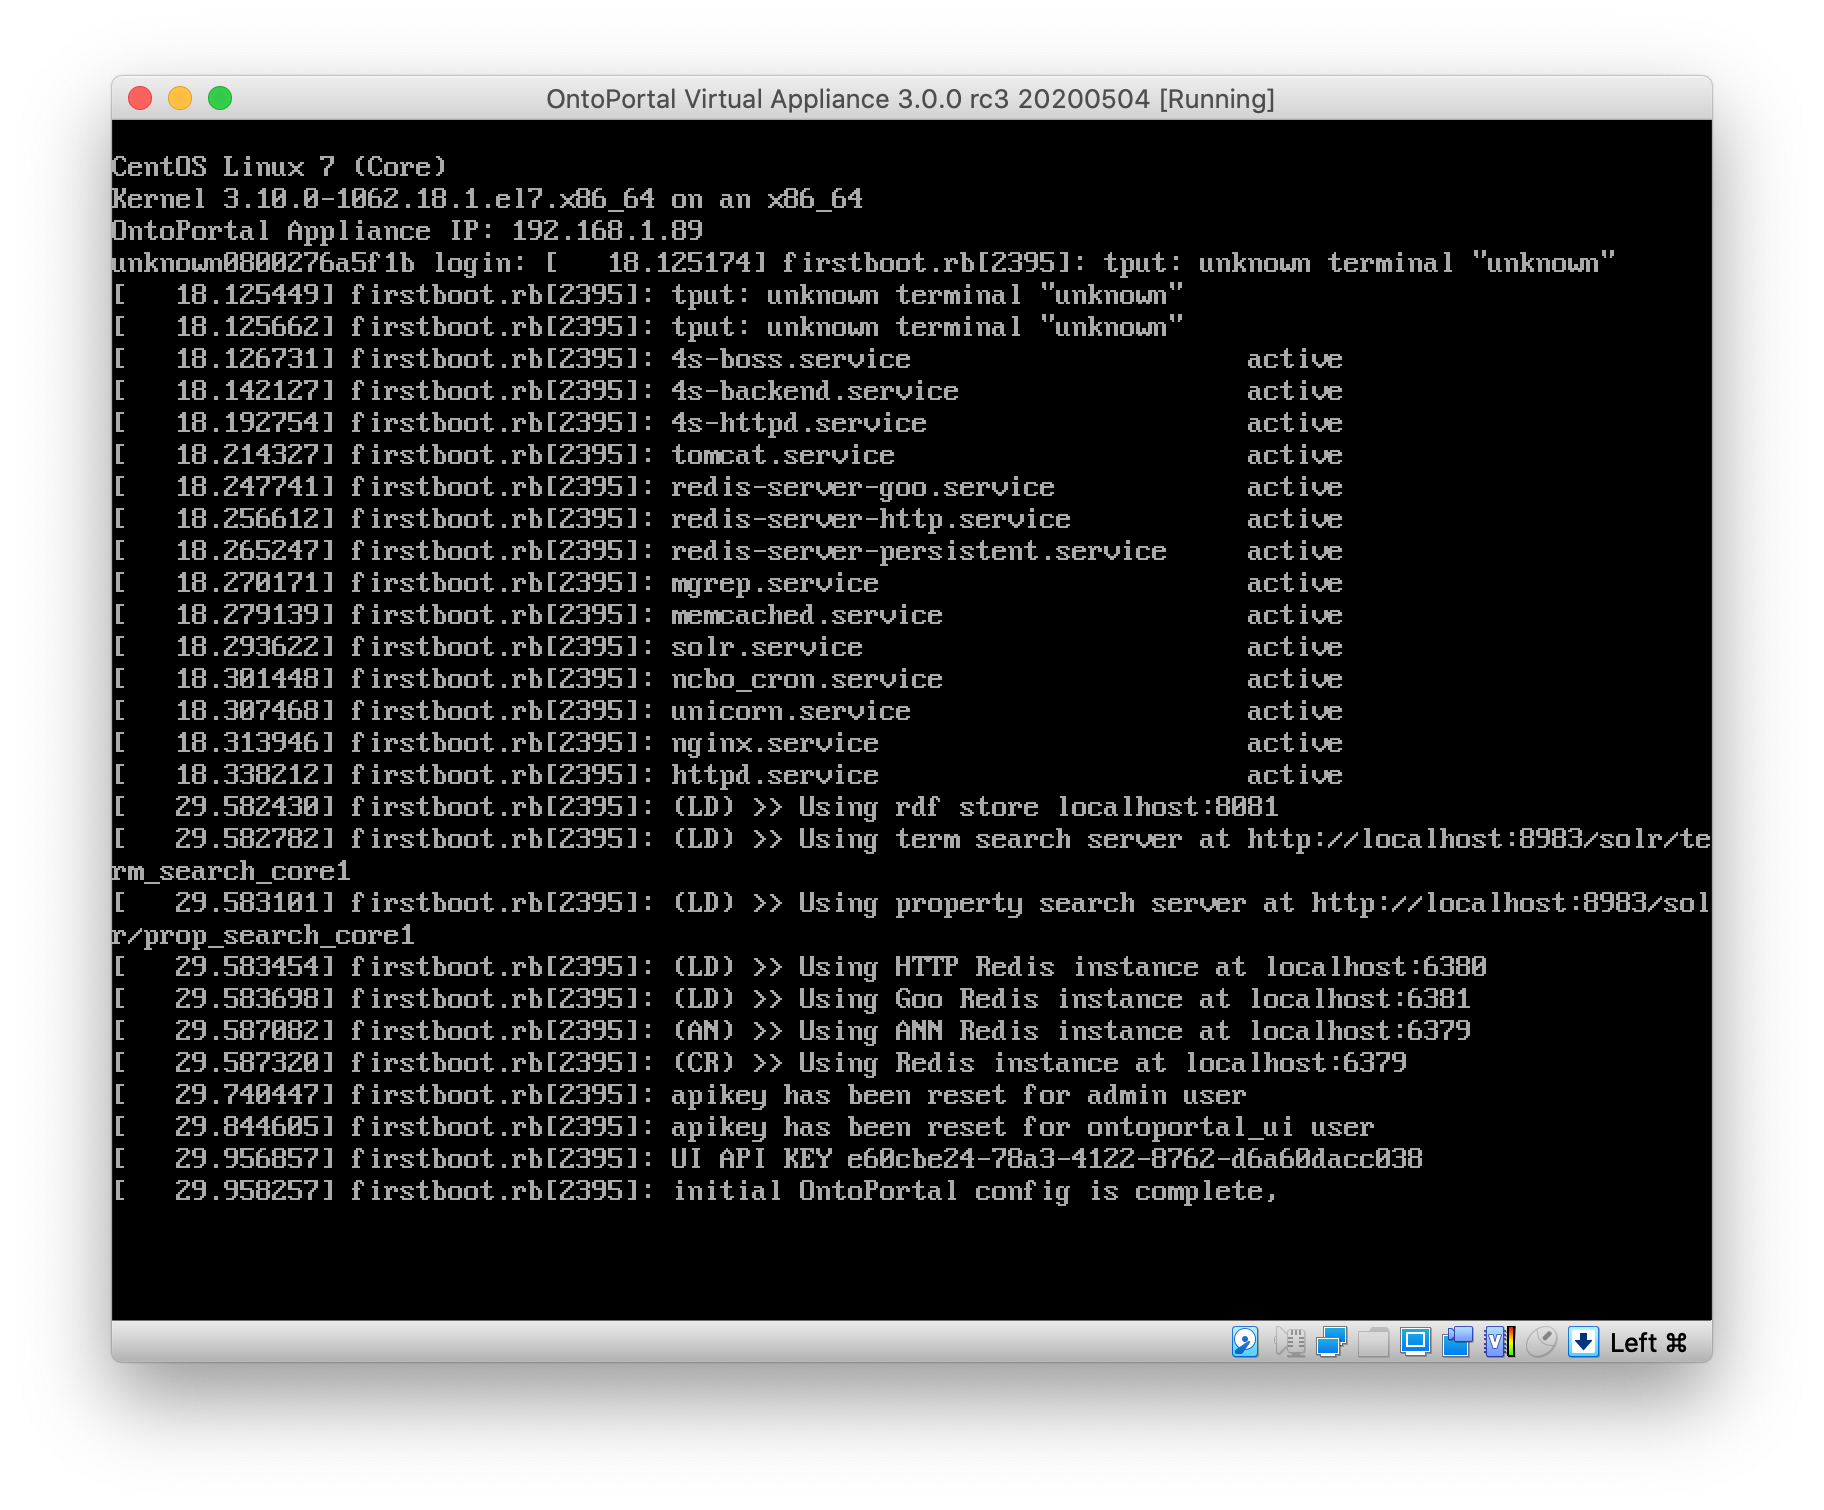 OntoPortal Virtual Appliance 3.0.0 rc3 20200504 [Running]
CentOS Linux 7 (Core)
Kernel 3.10.0-1062.18.1.el7.x86_64 on an x86_64
OntoPortal Appliance IP: 192.168.1.89
unknown0800276a5f1b login: [   18.125174] firstboot.rb[2395]: tput: unknown terminal "unknown"
[   18.125449] firstboot.rb[2395]: tput: unknown terminal "unknown"
[   18.125662] firstboot.rb[2395]: tput: unknown terminal "unknown"
[   18.126731] firstboot.rb[2395]: 4s-boss.service                     active
[   18.142127] firstboot.rb[2395]: 4s-backend.service                  active
[   18.192754] firstboot.rb[2395]: 4s-httpd.service                    active
[   18.214327] firstboot.rb[2395]: tomcat.service                      active
[   18.247741] firstboot.rb[2395]: redis-server-goo.service            active
[   18.256612] firstboot.rb[2395]: redis-server-http.service           active
[   18.265247] firstboot.rb[2395]: redis-server-persistent.service     active
[   18.270171] firstboot.rb[2395]: mgrep.service                       active
[   18.279139] firstboot.rb[2395]: memcached.service                   active
[   18.293622] firstboot.rb[2395]: solr.service                        active
[   18.301448] firstboot.rb[2395]: ncbo_cron.service                   active
[   18.307468] firstboot.rb[2395]: unicorn.service                     active
[   18.313946] firstboot.rb[2395]: nginx.service                       active
[   18.338212] firstboot.rb[2395]: httpd.service                       active
[   29.582430] firstboot.rb[2395]: (LD) >> Using rdf store localhost:8081
[   29.582782] firstboot.rb[2395]: (LD) >> Using term search server at http://localhost:8983/solr/te
rm_search_core1
[   29.583101] firstboot.rb[2395]: (LD) >> Using property search server at http://localhost:8983/sol
r/prop_search_core1
[   29.583454] firstboot.rb[2395]: (LD) >> Using HTTP Redis instance at localhost:6380
[   29.583698] firstboot.rb[2395]: (LD) >> Using Goo Redis instance at localhost:6381
[   29.587082] firstboot.rb[2395]: (AN) >> Using ANN Redis instance at localhost:6379
[   29.587320] firstboot.rb[2395]: (CR) >> Using Redis instance at localhost:6379
[   29.740447] firstboot.rb[2395]: apikey has been reset for admin user
[   29.844605] firstboot.rb[2395]: apikey has been reset for ontoportal_ui user
[   29.956857] firstboot.rb[2395]: UI API KEY e60cbe24-78a3-4122-8762-d6a60dacc038
[   29.958257] firstboot.rb[2395]: initial OntoPortal config is complete,
Left ⌘